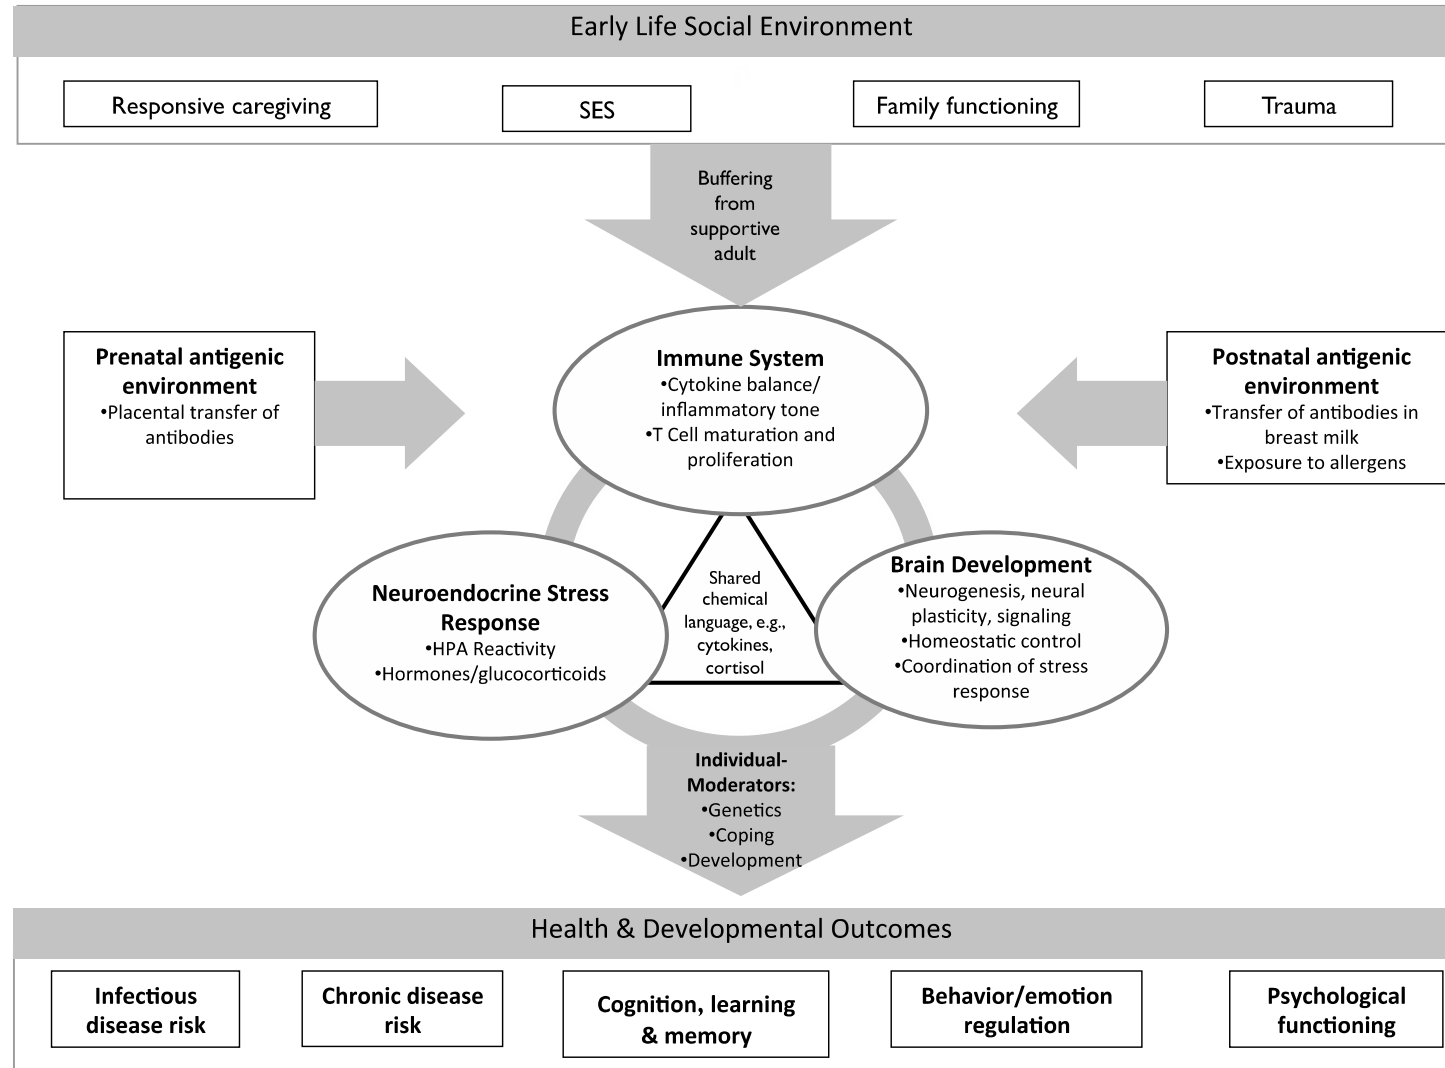 Early Life Social Environment
Responsive caregiving
SES
Family functioning
Trauma
Buffering
from
supportive
adult
Prenatal antigenic
environment
•Placental transfer of
antibodies
Immune System
•Cytokine balance/
inflammatory tone
•T Cell maturation and
proliferation
Postnatal antigenic
environment
•Transfer of antibodies in
breast milk
•Exposure to allergens
Neuroendocrine Stress
Response
•HPA Reactivity
•Hormones/glucocorticoids
Shared
chemical
language, e.g.,
cytokines,
cortisol
Brain Development
•Neurogenesis, neural
plasticity, signaling
•Homeostatic control
•Coordination of stress
response
Individual-
Moderators:
•Genetics
•Coping
•Development
Health & Developmental Outcomes
Infectious
disease risk
Chronic disease
risk
Cognition, learning
& memory
Behavior/emotion
regulation
Psychological
functioning